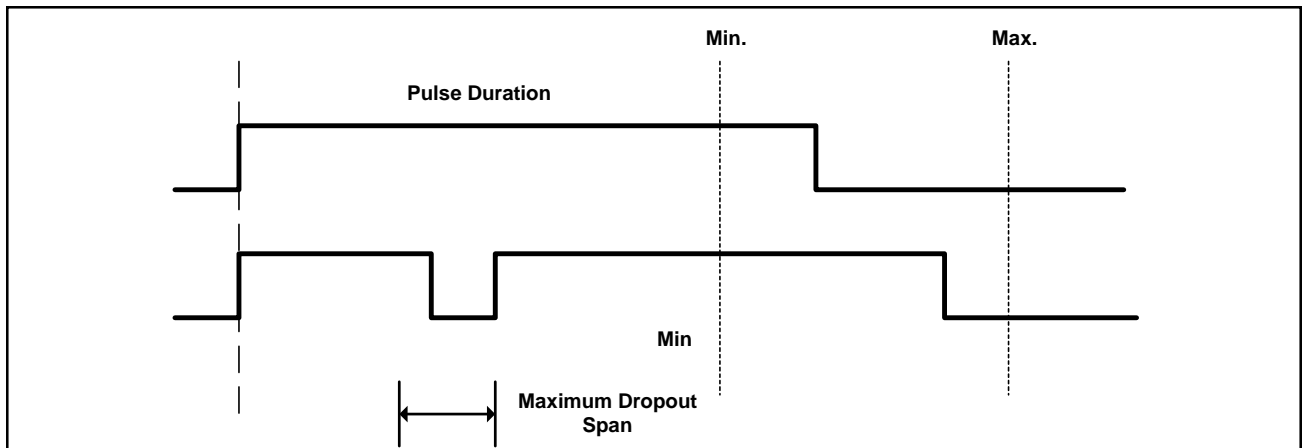 Min.
Max.
Pulse Duration
Min
Maximum Dropout
Span